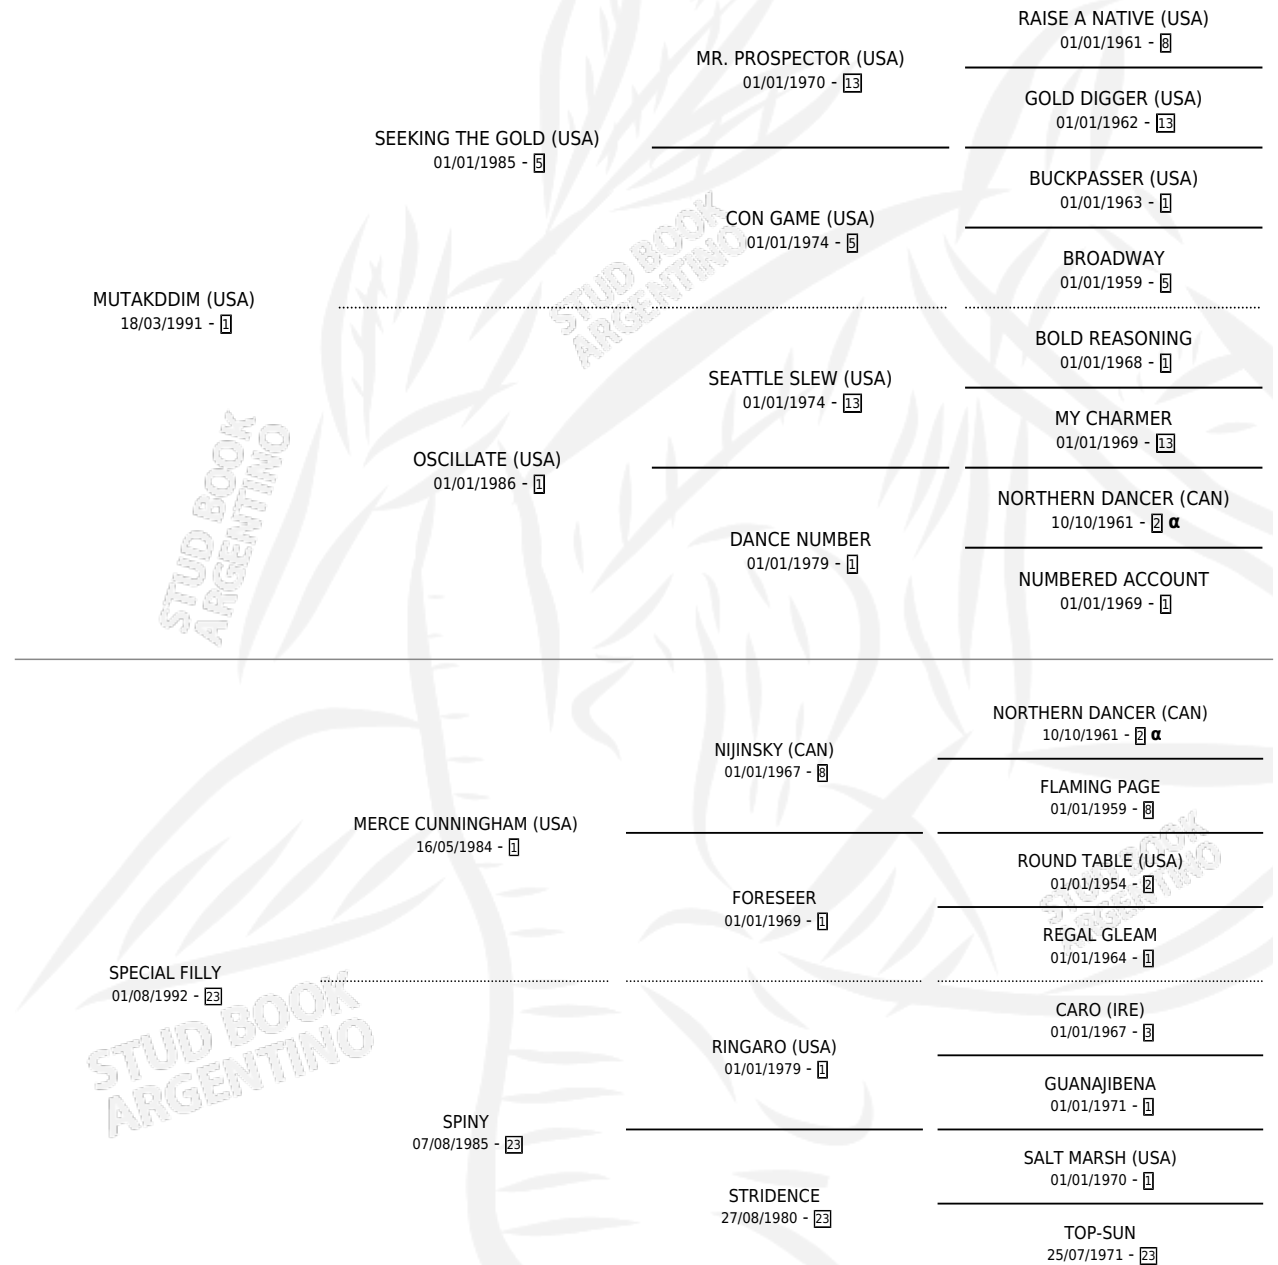 RAISE A NATIVE (USA)
01/01/1961 - 8
MR. PROSPECTOR (USA)
01/01/1970 - 13
GOLD DIGGER (USA)
01/01/1962 - 13
SEEKING THE GOLD (USA)
01/01/1985 - 5
BUCKPASSER (USA)
01/01/1963 - 1
CON GAME (USA)
01/01/1974 - 5
BROADWAY
01/01/1959 - 5
STUD BOOK
ARGENTINO
MUTAKDDIM (USA)
18/03/1991 - 1
BOLD REASONING
01/01/1968 - 1
SEATTLE SLEW (USA)
01/01/1974 - 13
MY CHARMER
01/01/1969 - 13
OSCILLATE (USA)
01/01/1986 - 1
NORTHERN DANCER (CAN)
10/10/1961 - 2 α
DANCE NUMBER
01/01/1979 - 1
NUMBERED ACCOUNT
01/01/1969 - 1
STUD BOOK
ARGENTINO
NORTHERN DANCER (CAN)
10/10/1961 - 2 α
NIJINSKY (CAN)
01/01/1967 - 8
FLAMING PAGE
01/01/1959 - 8
MERCE CUNNINGHAM (USA)
16/05/1984 - 1
ROUND TABLE (USA)
01/01/1954 - 2
FORESEER
01/01/1969 - 1
REGAL GLEAM
01/01/1964 - 1
STUD BOOK
ARGENTINO
SPECIAL FILLY
01/08/1992 - 23
CARO (IRE)
01/01/1967 - 3
RINGARO (USA)
01/01/1979 - 1
GUANAJIBENA
01/01/1971 - 1
SPINY
07/08/1985 - 23
SALT MARSH (USA)
01/01/1970 - 1
STRIDENCE
27/08/1980 - 23
TOP-SUN
25/07/1971 - 23
STUD BOOK
ARGENTINO